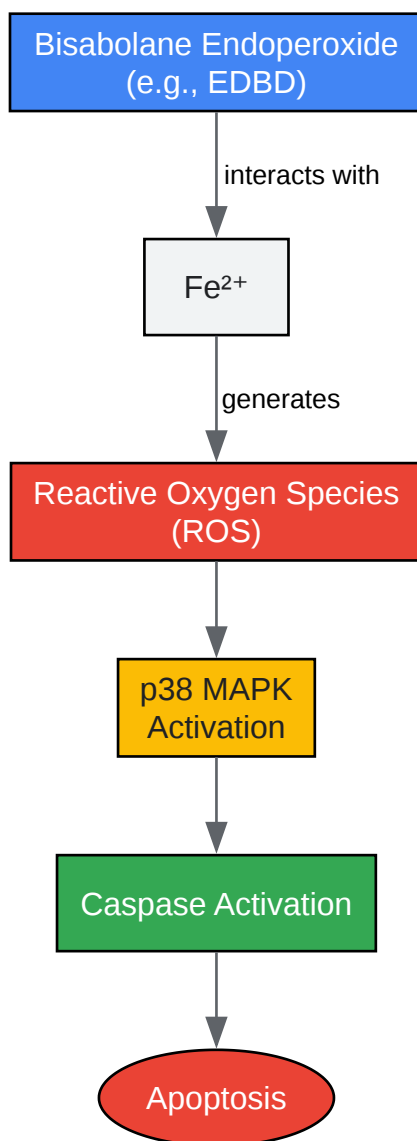 Bisabolane Endoperoxide
(e.g., EDBD)
interacts with
Fe²⁺
generates
Reactive Oxygen Species
(ROS)
p38 MAPK
Activation
Caspase Activation
Apoptosis